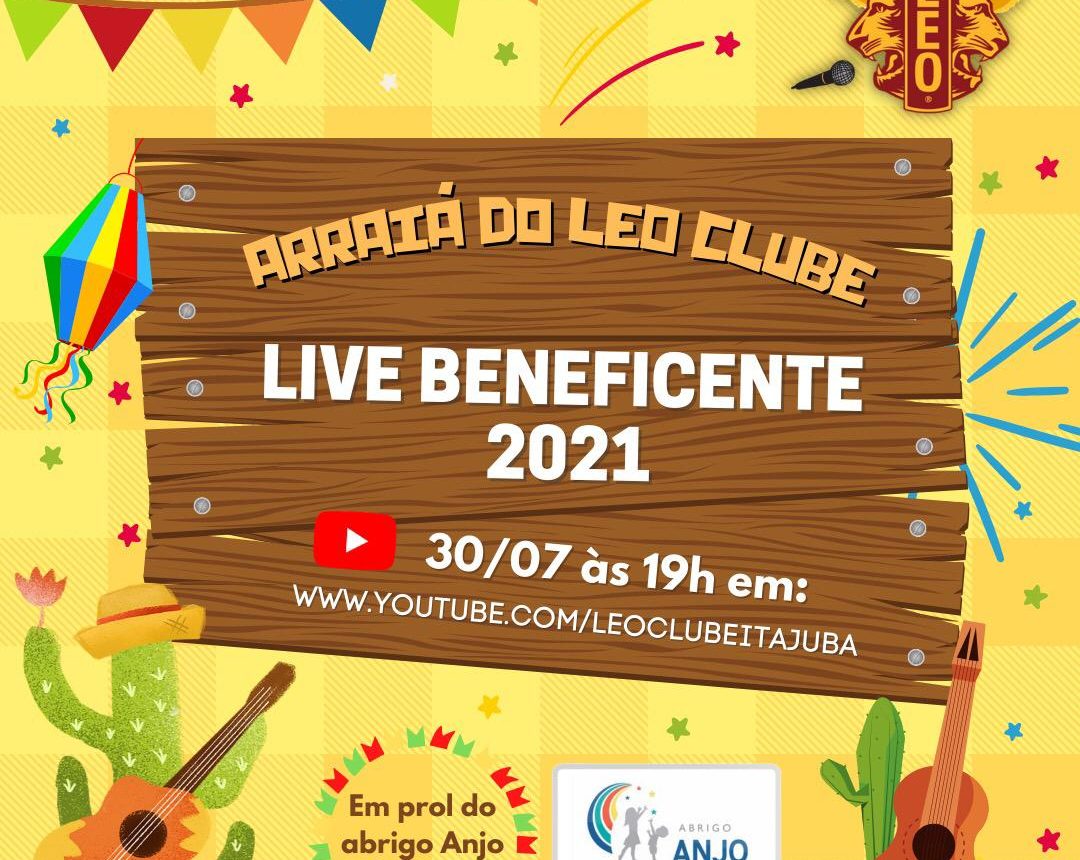 EO
ARRAIÁ DO LEO CLUBE
LIVE BENEFICENTE
2021
30/07 às 19h em:
WWW.YOUTUBE.COM/LEOCLUBEITAJUBA
Em prol do
abrigo Anjo
ABRIGO
ANJO